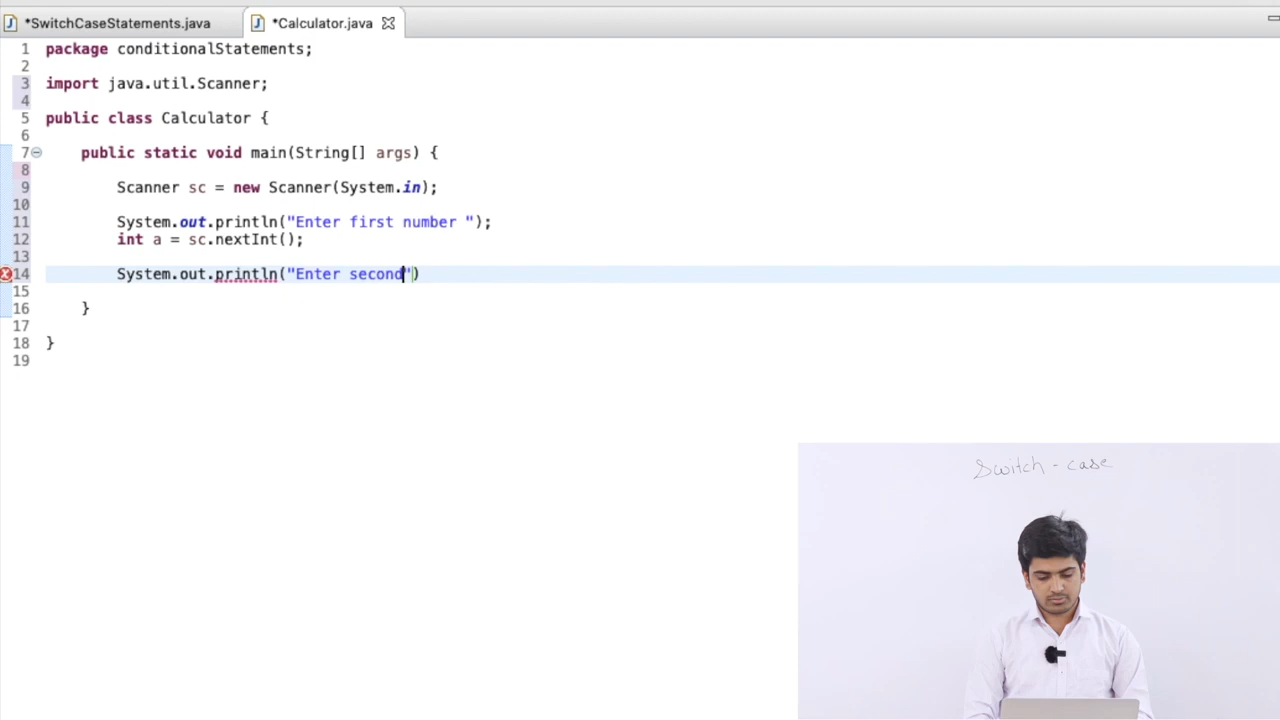 *SwitchCaseStatements.java
*Calculator.java
1 package conditionalStatements;
2
3 import java.util.Scanner;
4
5 public class Calculator {
6
7 public static void main(String[] args) {
8
9 Scanner sc = new Scanner(System.in);
10
11 System.out.println("Enter first number ");
12 int a = sc.nextInt();
13
14 System.out.println("Enter second")
15
16 }
17
18 }
19
Switch - case